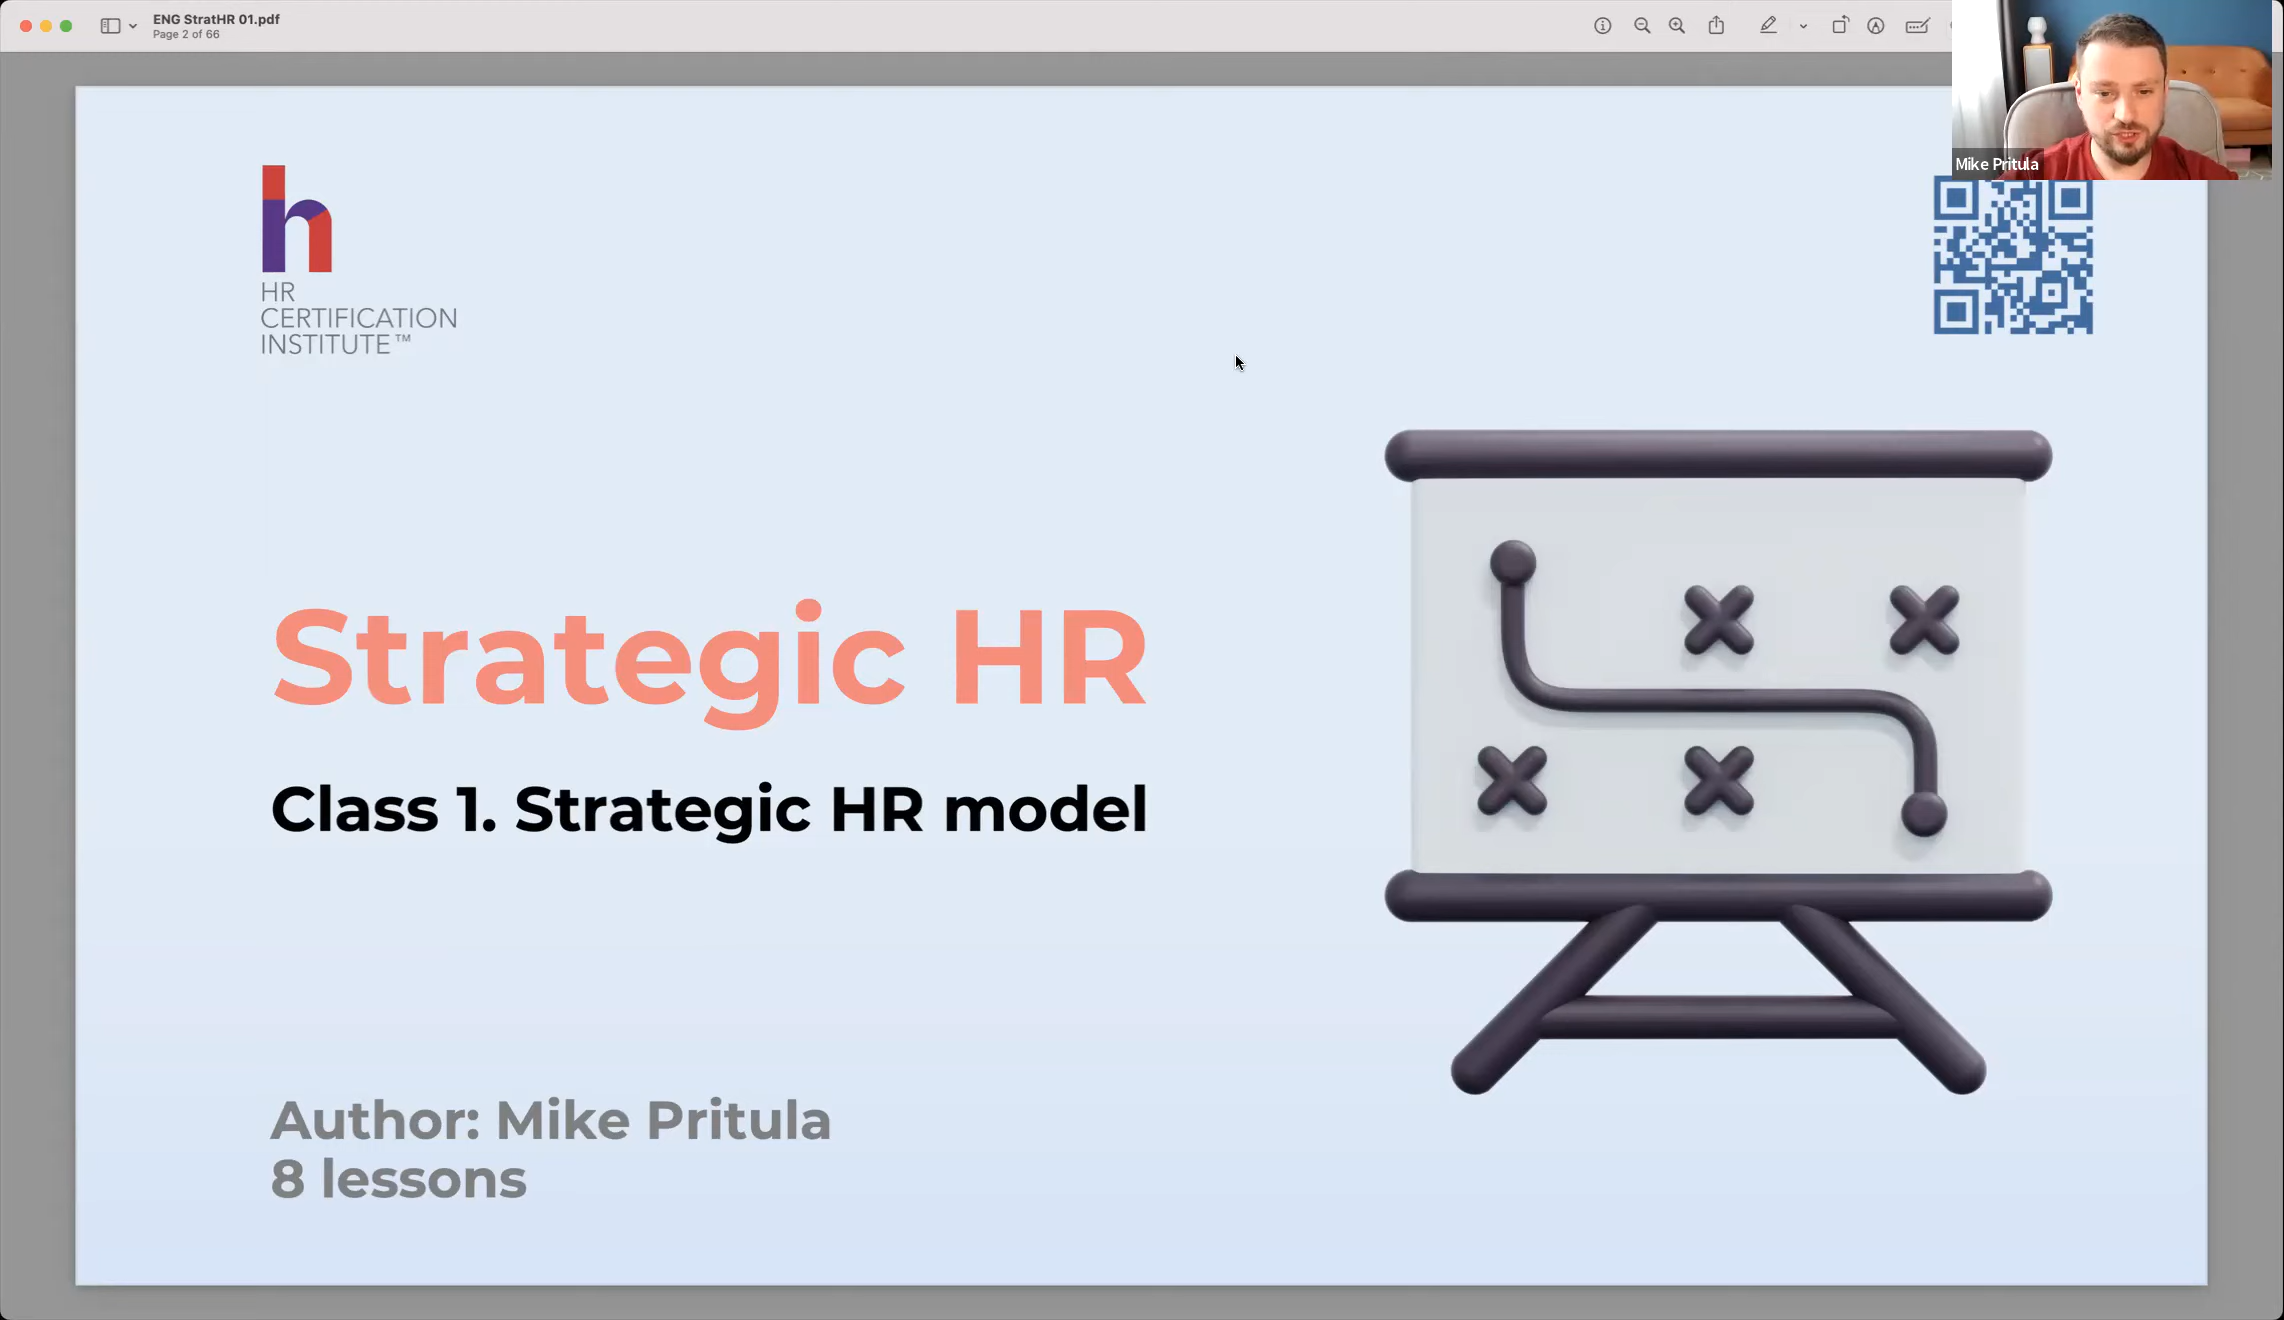 ENG StratHR 01.pdf
Page 2 of 66
Mike Pritula
HR
CERTIFICATION
INSTITUTE™
Strategic HR
Class 1. Strategic HR model
Author: Mike Pritula
8 lessons